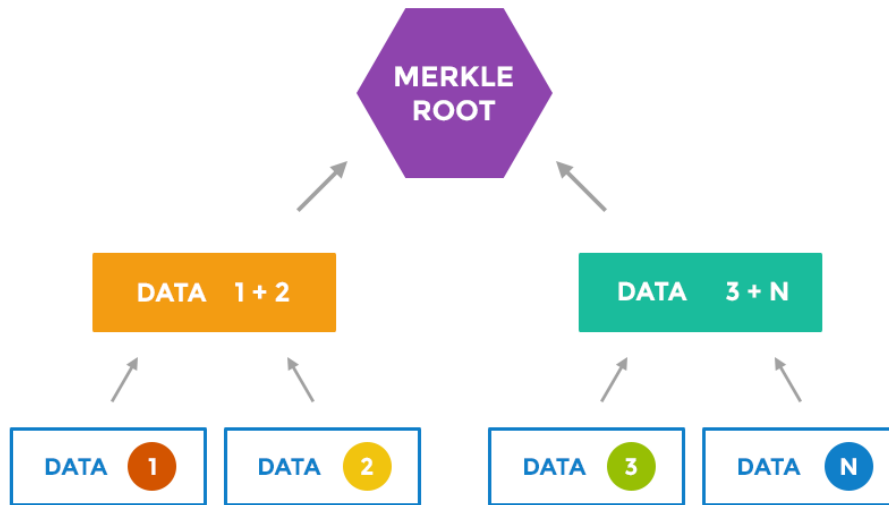 MERKLE
ROOT
DATA 1 + 2
DATA 3 + N
DATA 1
DATA 2
DATA 3
DATA N